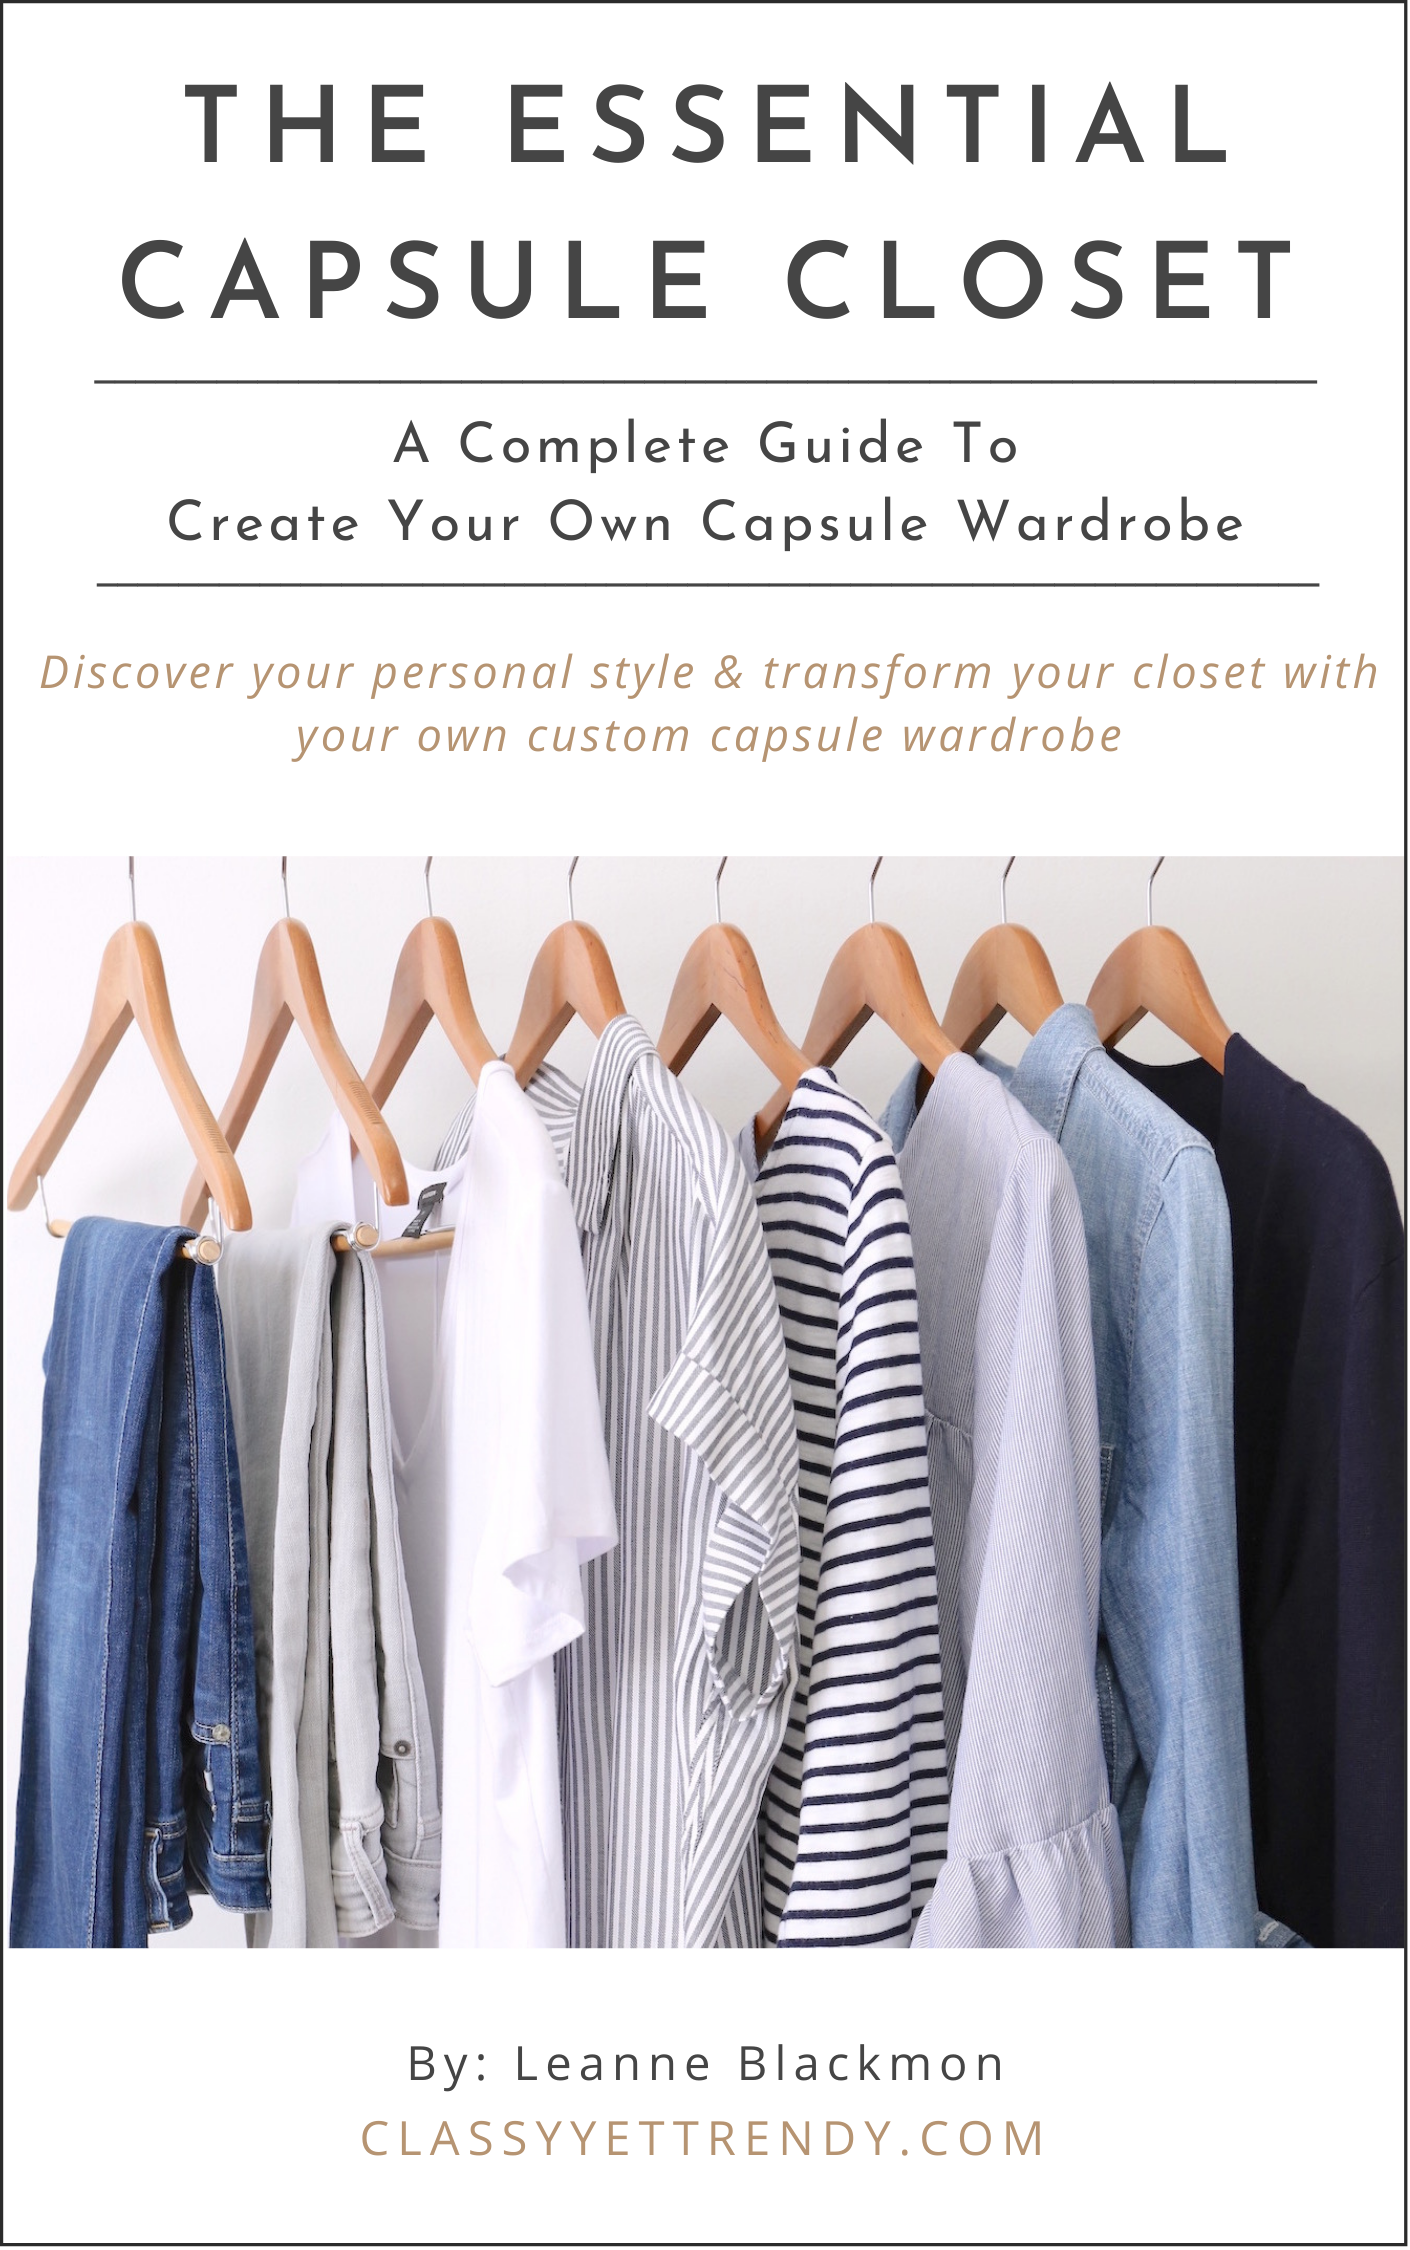 THE ESSENTIAL
CAPSULE CLOSET
A Complete Guide To
Create Your Own Capsule Wardrobe
Discover your personal style & transform your closet with
your own custom capsule wardrobe
By: Leanne Blackmon
CLASSYYETTRENDY.COM